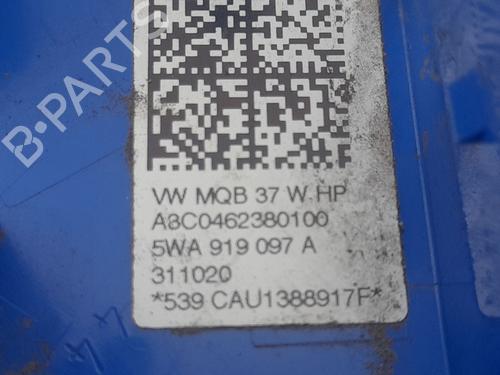 B-PARTS
VW MQB 37 W HP
A3C0462380100
5WA 919 097 A
311020
*539 CAU1388917F*